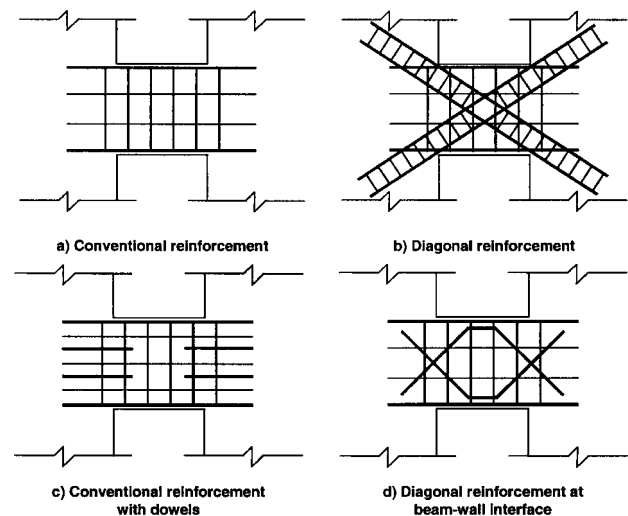 a) Conventional reinforcement
b) Diagonal reinforcement
c) Conventional reinforcement
with dowels
d) Diagonal reinforcement at
beam-wall interface